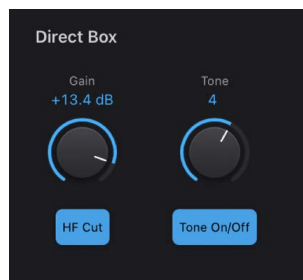 Direct Box
Gain
Tone
+13.4 dB
4
HF Cut
Tone On/Off